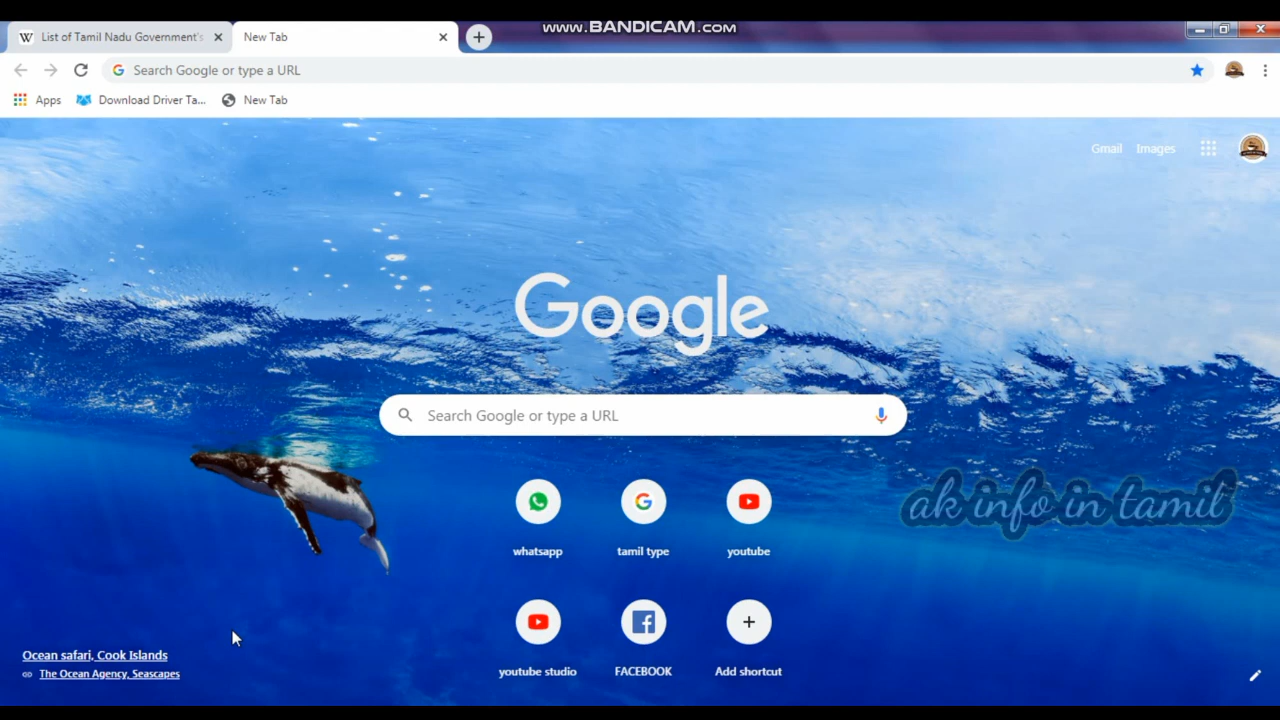 www.BANDICAM.com
List of Tamil Nadu Government's
New Tab
Search Google or type a URL
Apps
Download Driver Ta...
New Tab
Gmail
Images
Google
Search Google or type a URL
ak info in tamil
whatsapp
tamil type
youtube
youtube studio
FACEBOOK
Add shortcut
Ocean safari, Cook Islands
The Ocean Agency, Seascapes